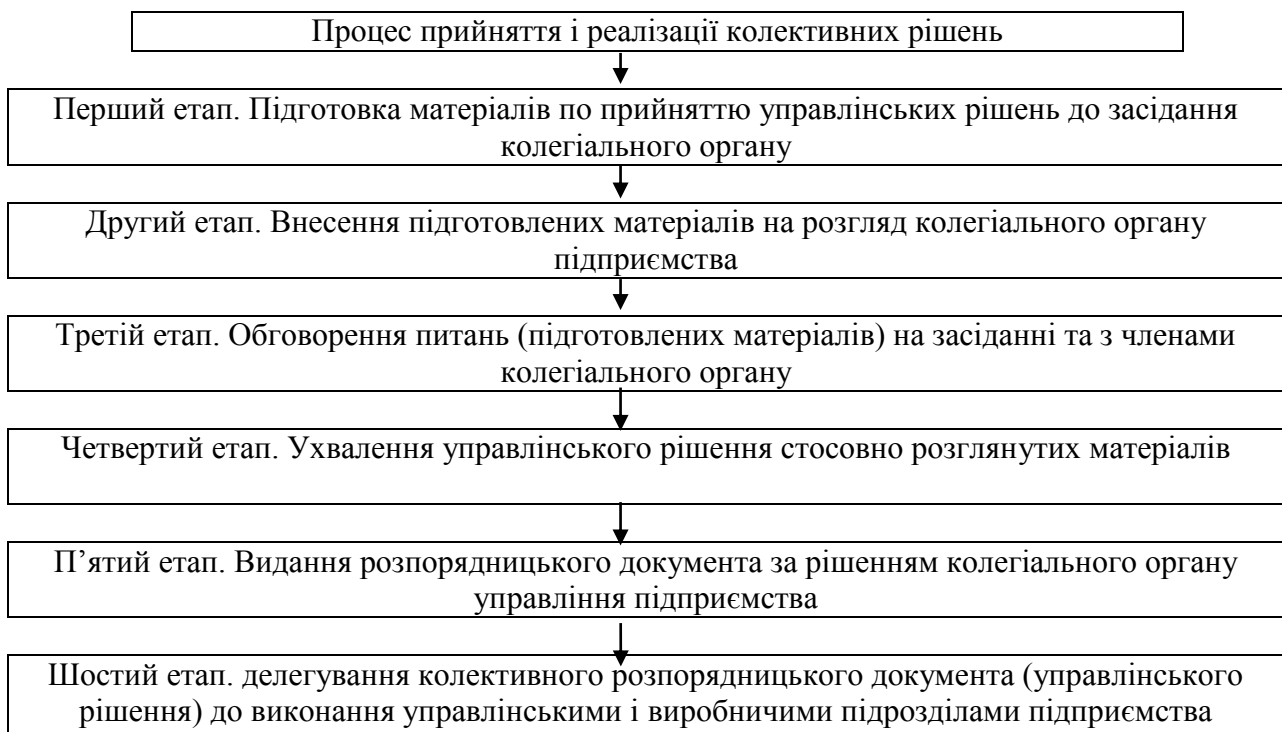 Процес прийняття і реалізації колективних рішень
Перший етап. Підготовка матеріалів по прийняттю управлінських рішень до засідання
колегіального органу
Другий етап. Внесення підготовлених матеріалів на розгляд колегіального органу
підприємства
Третій етап. Обговорення питань (підготовлених матеріалів) на засіданні та з членами
колегіального органу
Четвертий етап. Ухвалення управлінського рішення стосовно розглянутих матеріалів
П’ятий етап. Видання розпорядницького документа за рішенням колегіального органу
управління підприємства
Шостий етап. делегування колективного розпорядницького документа (управлінського
рішення) до виконання управлінськими і виробничими підрозділами підприємства